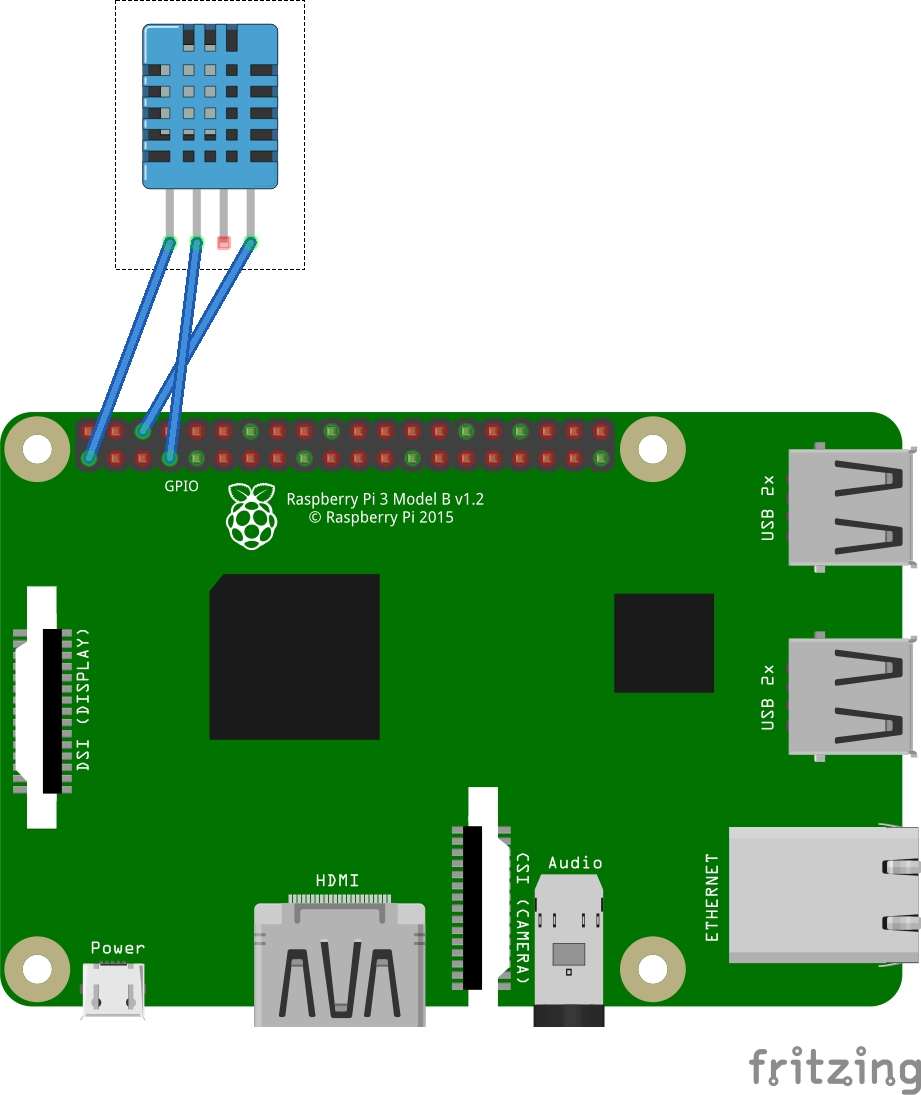 GPIO
Raspberry Pi 3 Model B v1.2
© Raspberry Pi 2015
USB 2x
DSI (DISPLAY)
USB 2x
ETHERNET
CSI (CAMERA)
Audio
HDMI
Power
fritzing